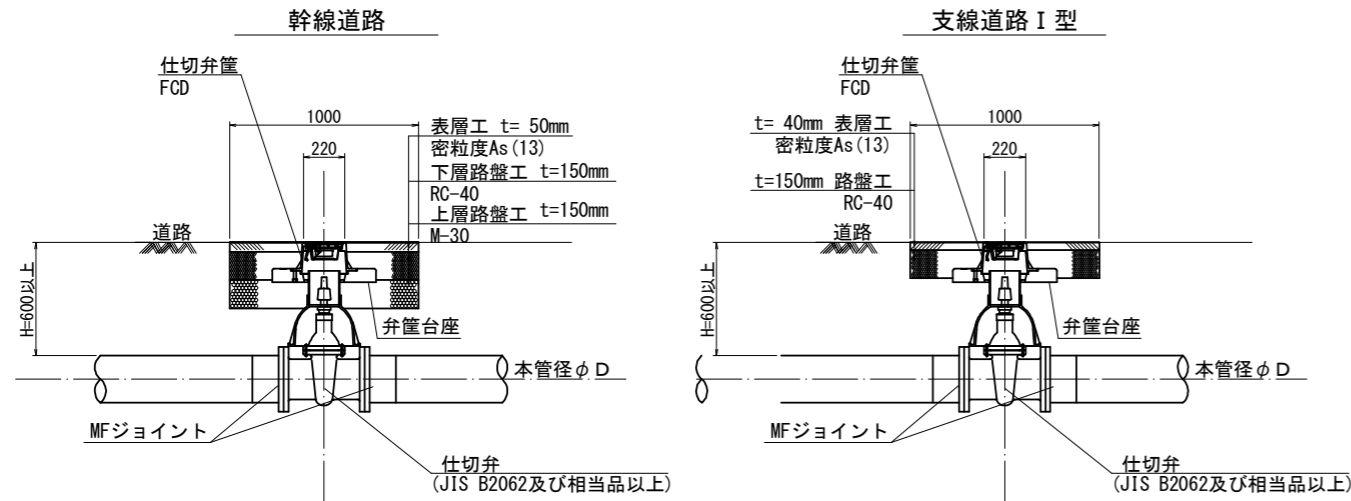 幹線道路
仕切弁筐
FCD
1000
220
表層工 t= 50mm
密粒度As(13)
下層路盤工 t=150mm
RC-40
上層路盤工 t=150mm
M-30
道路
H=600以上
弁筐台座
本管径φD
MFジョイント
仕切弁
(JIS B2062及び相当品以上)
支線道路Ⅰ型
仕切弁筐
FCD
1000
220
t= 40mm 表層工
密粒度As(13)
t=150mm 路盤工
RC-40
道路
H=600以上
弁筐台座
本管径φD
MFジョイント
仕切弁
(JIS B2062及び相当品以上)